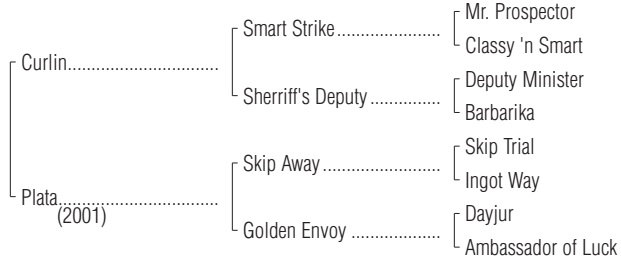 Mr. Prospector
Smart Strike
Classy 'n Smart
Curlin
Deputy Minister
Sherriff's Deputy
Barbarika
Skip Trial
Skip Away
Ingot Way
Plata
(2001)
Dayjur
Golden Envoy
Ambassador of Luck